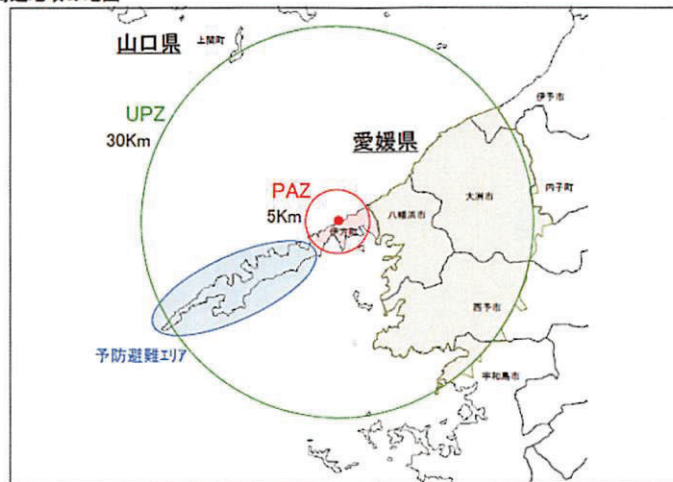 山口県
上関町
UPZ
30Km
伊予市
愛媛県
内子町
大洲市
PAZ
5Km
八幡浜市
伊方町
西予市
予防避難エリア
宇和島市